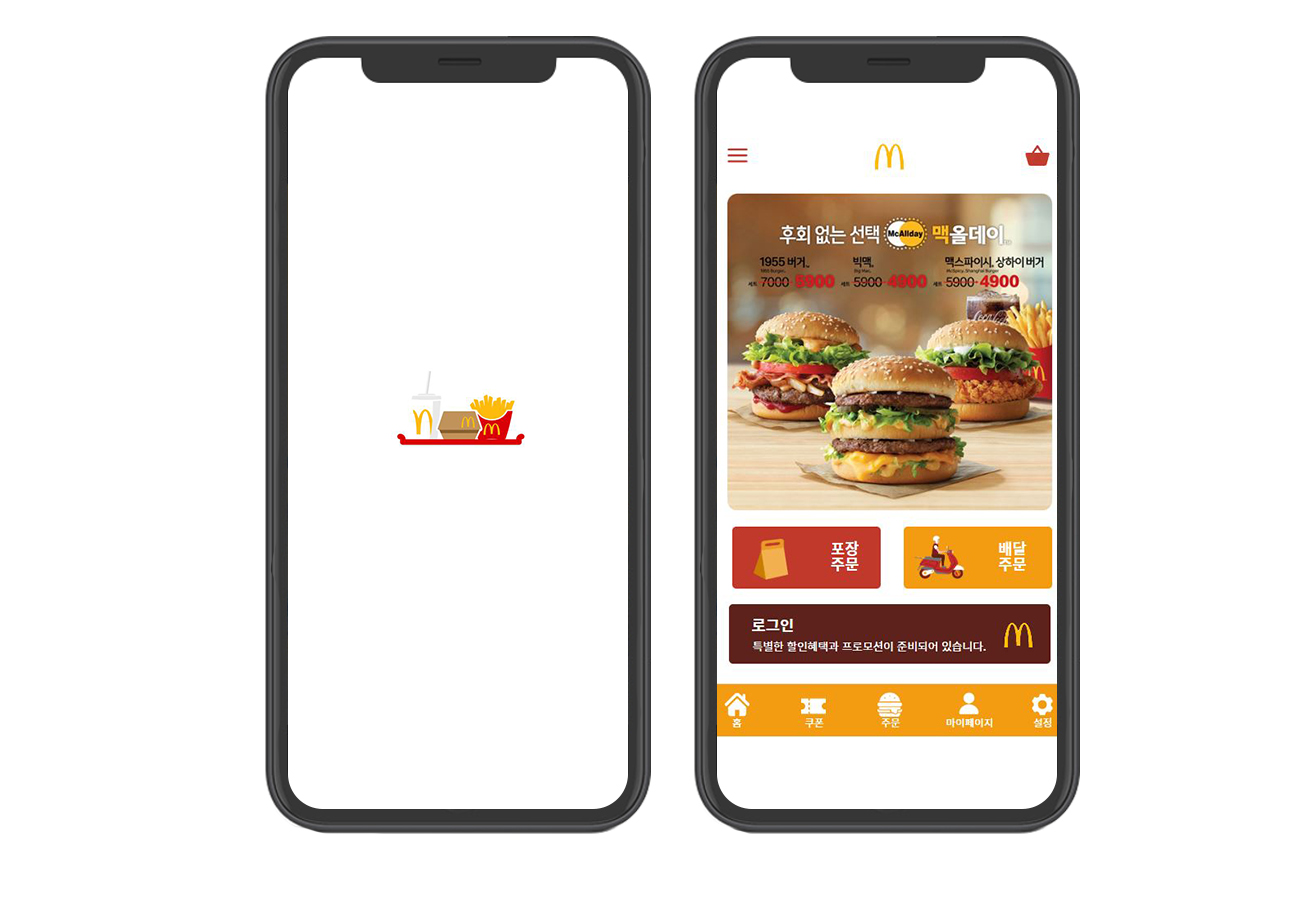 후회 없는 선택 McAllday 맥올데이
1955 버거 빅맥 맥스파이시 상하이 버거
1955 Burger Big Mac McSpicy Shanghai Burger
세트 7000 5900 세트 5900 4900 세트 5900 4900
Coca-Cola
포장
주문
배달
주문
로그인
특별한 할인혜택과 프로모션이 준비되어 있습니다.
홈 쿠폰 주문 마이페이지 설정